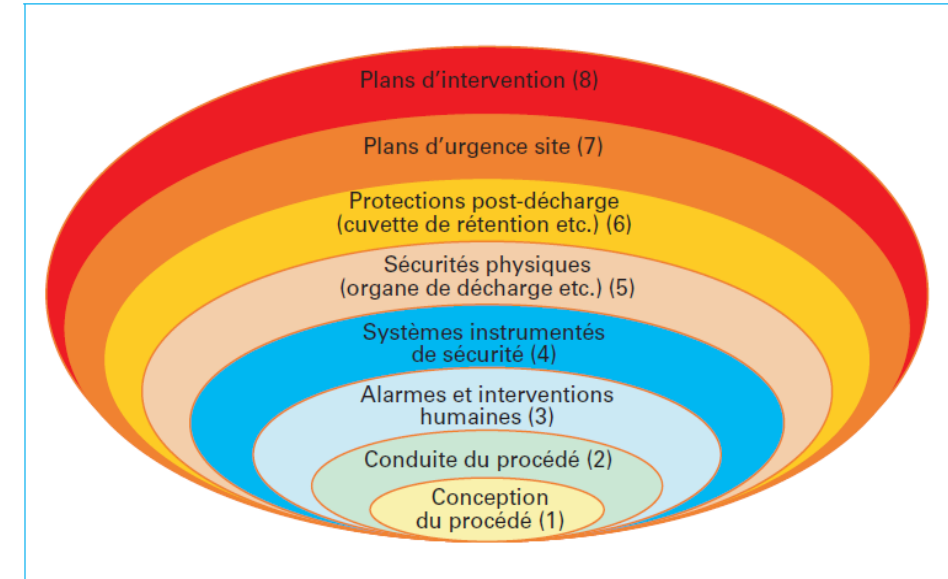 Plans d’intervention (8)
Plans d’urgence site (7)
Protections post-décharge
(cuvette de rétention etc.) (6)
Sécurités physiques
(organe de décharge etc.) (5)
Systèmes instrumentés
de sécurité (4)
Alarmes et interventions
humaines (3)
Conduite du procédé (2)
Conception
du procédé (1)